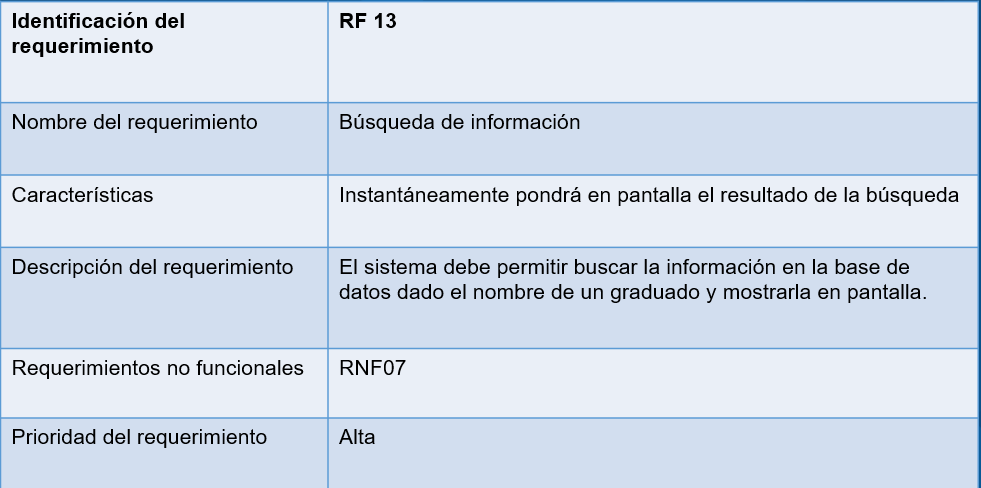 Identificación del
requerimiento
RF 13
Nombre del requerimiento
Búsqueda de información
Características
Instantáneamente pondrá en pantalla el resultado de la búsqueda
Descripción del requerimiento
El sistema debe permitir buscar la información en la base de
datos dado el nombre de un graduado y mostrarla en pantalla.
Requerimientos no funcionales
RNF07
Prioridad del requerimiento
Alta